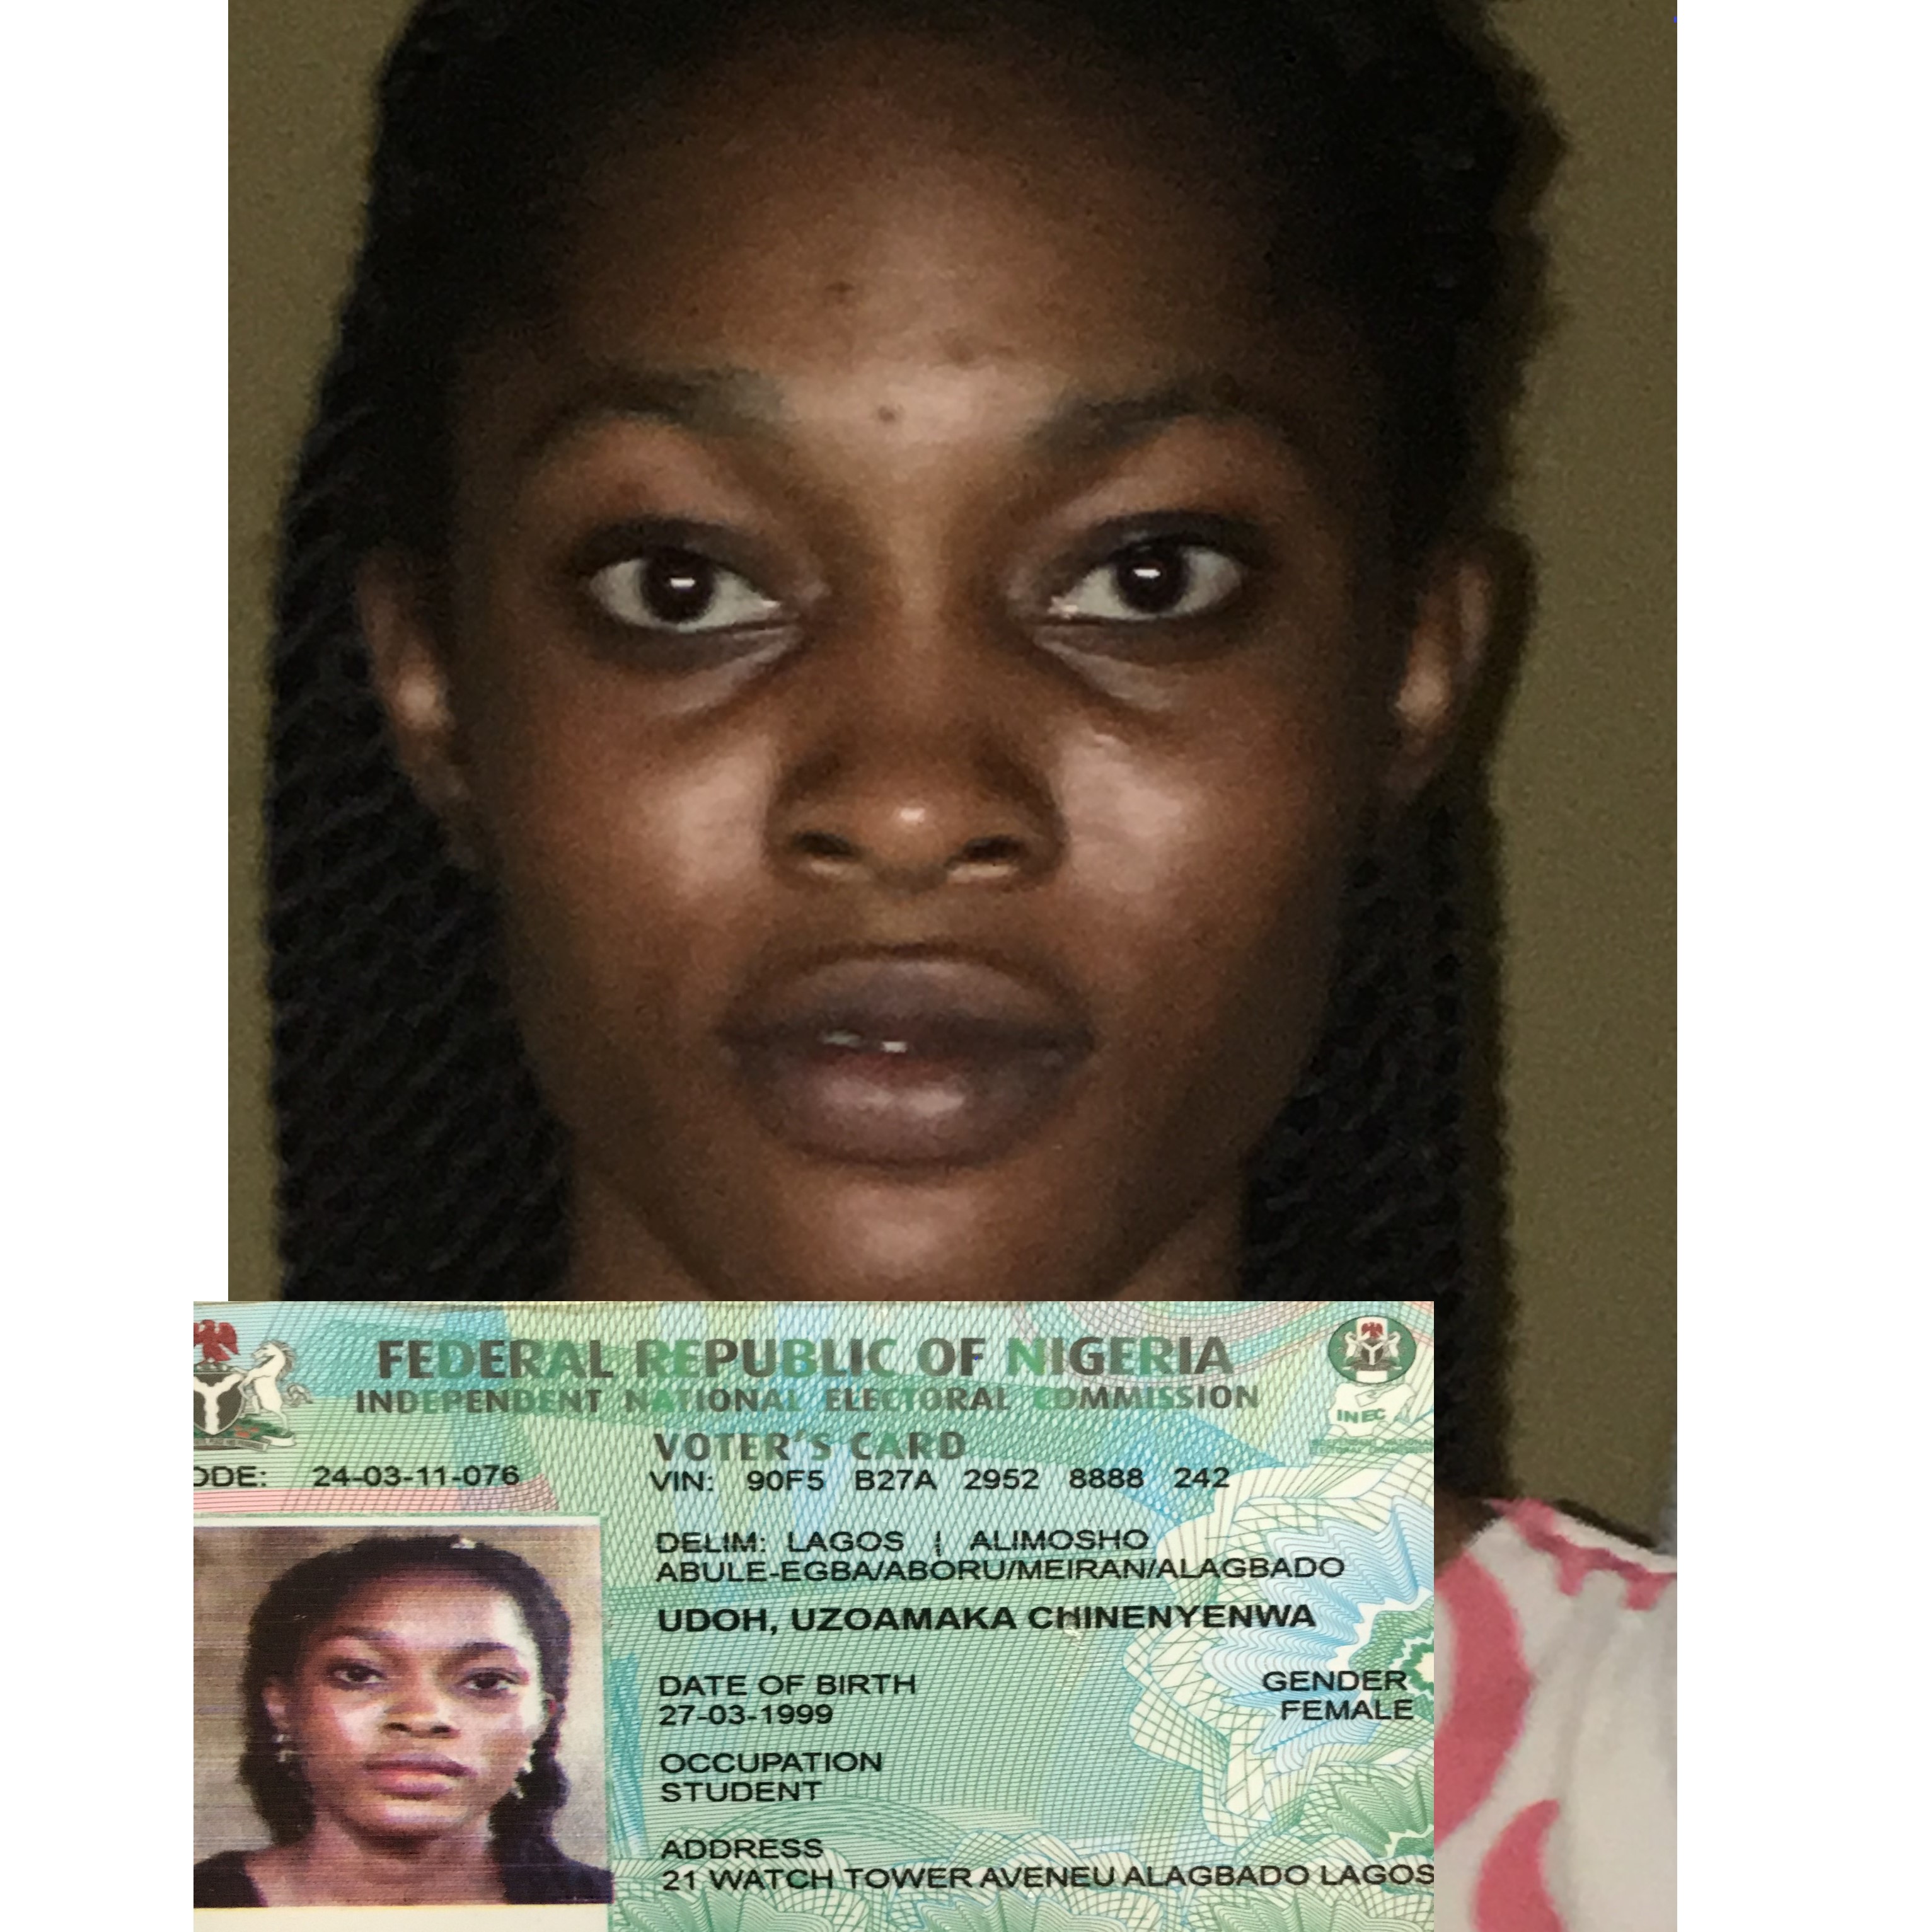 FEDERAL REPUBLIC OF NIGERIA
INDEPENDENT NATIONAL ELECTORAL COMMISSION
VOTER'S CARD
ODE: 24-03-11-076
VIN: 90F5 B27A 2952 8888 242
INEC
DELIM: LAGOS | ALIMOSHO
ABULE-EGBA/ABORU/MEIRAN/ALAGBADO
UDOH, UZOAMAKA CHINENYENWA
DATE OF BIRTH
27-03-1999
GENDER
FEMALE
OCCUPATION
STUDENT
ADDRESS
21 WATCH TOWER AVENEU ALAGBADO LAGOS